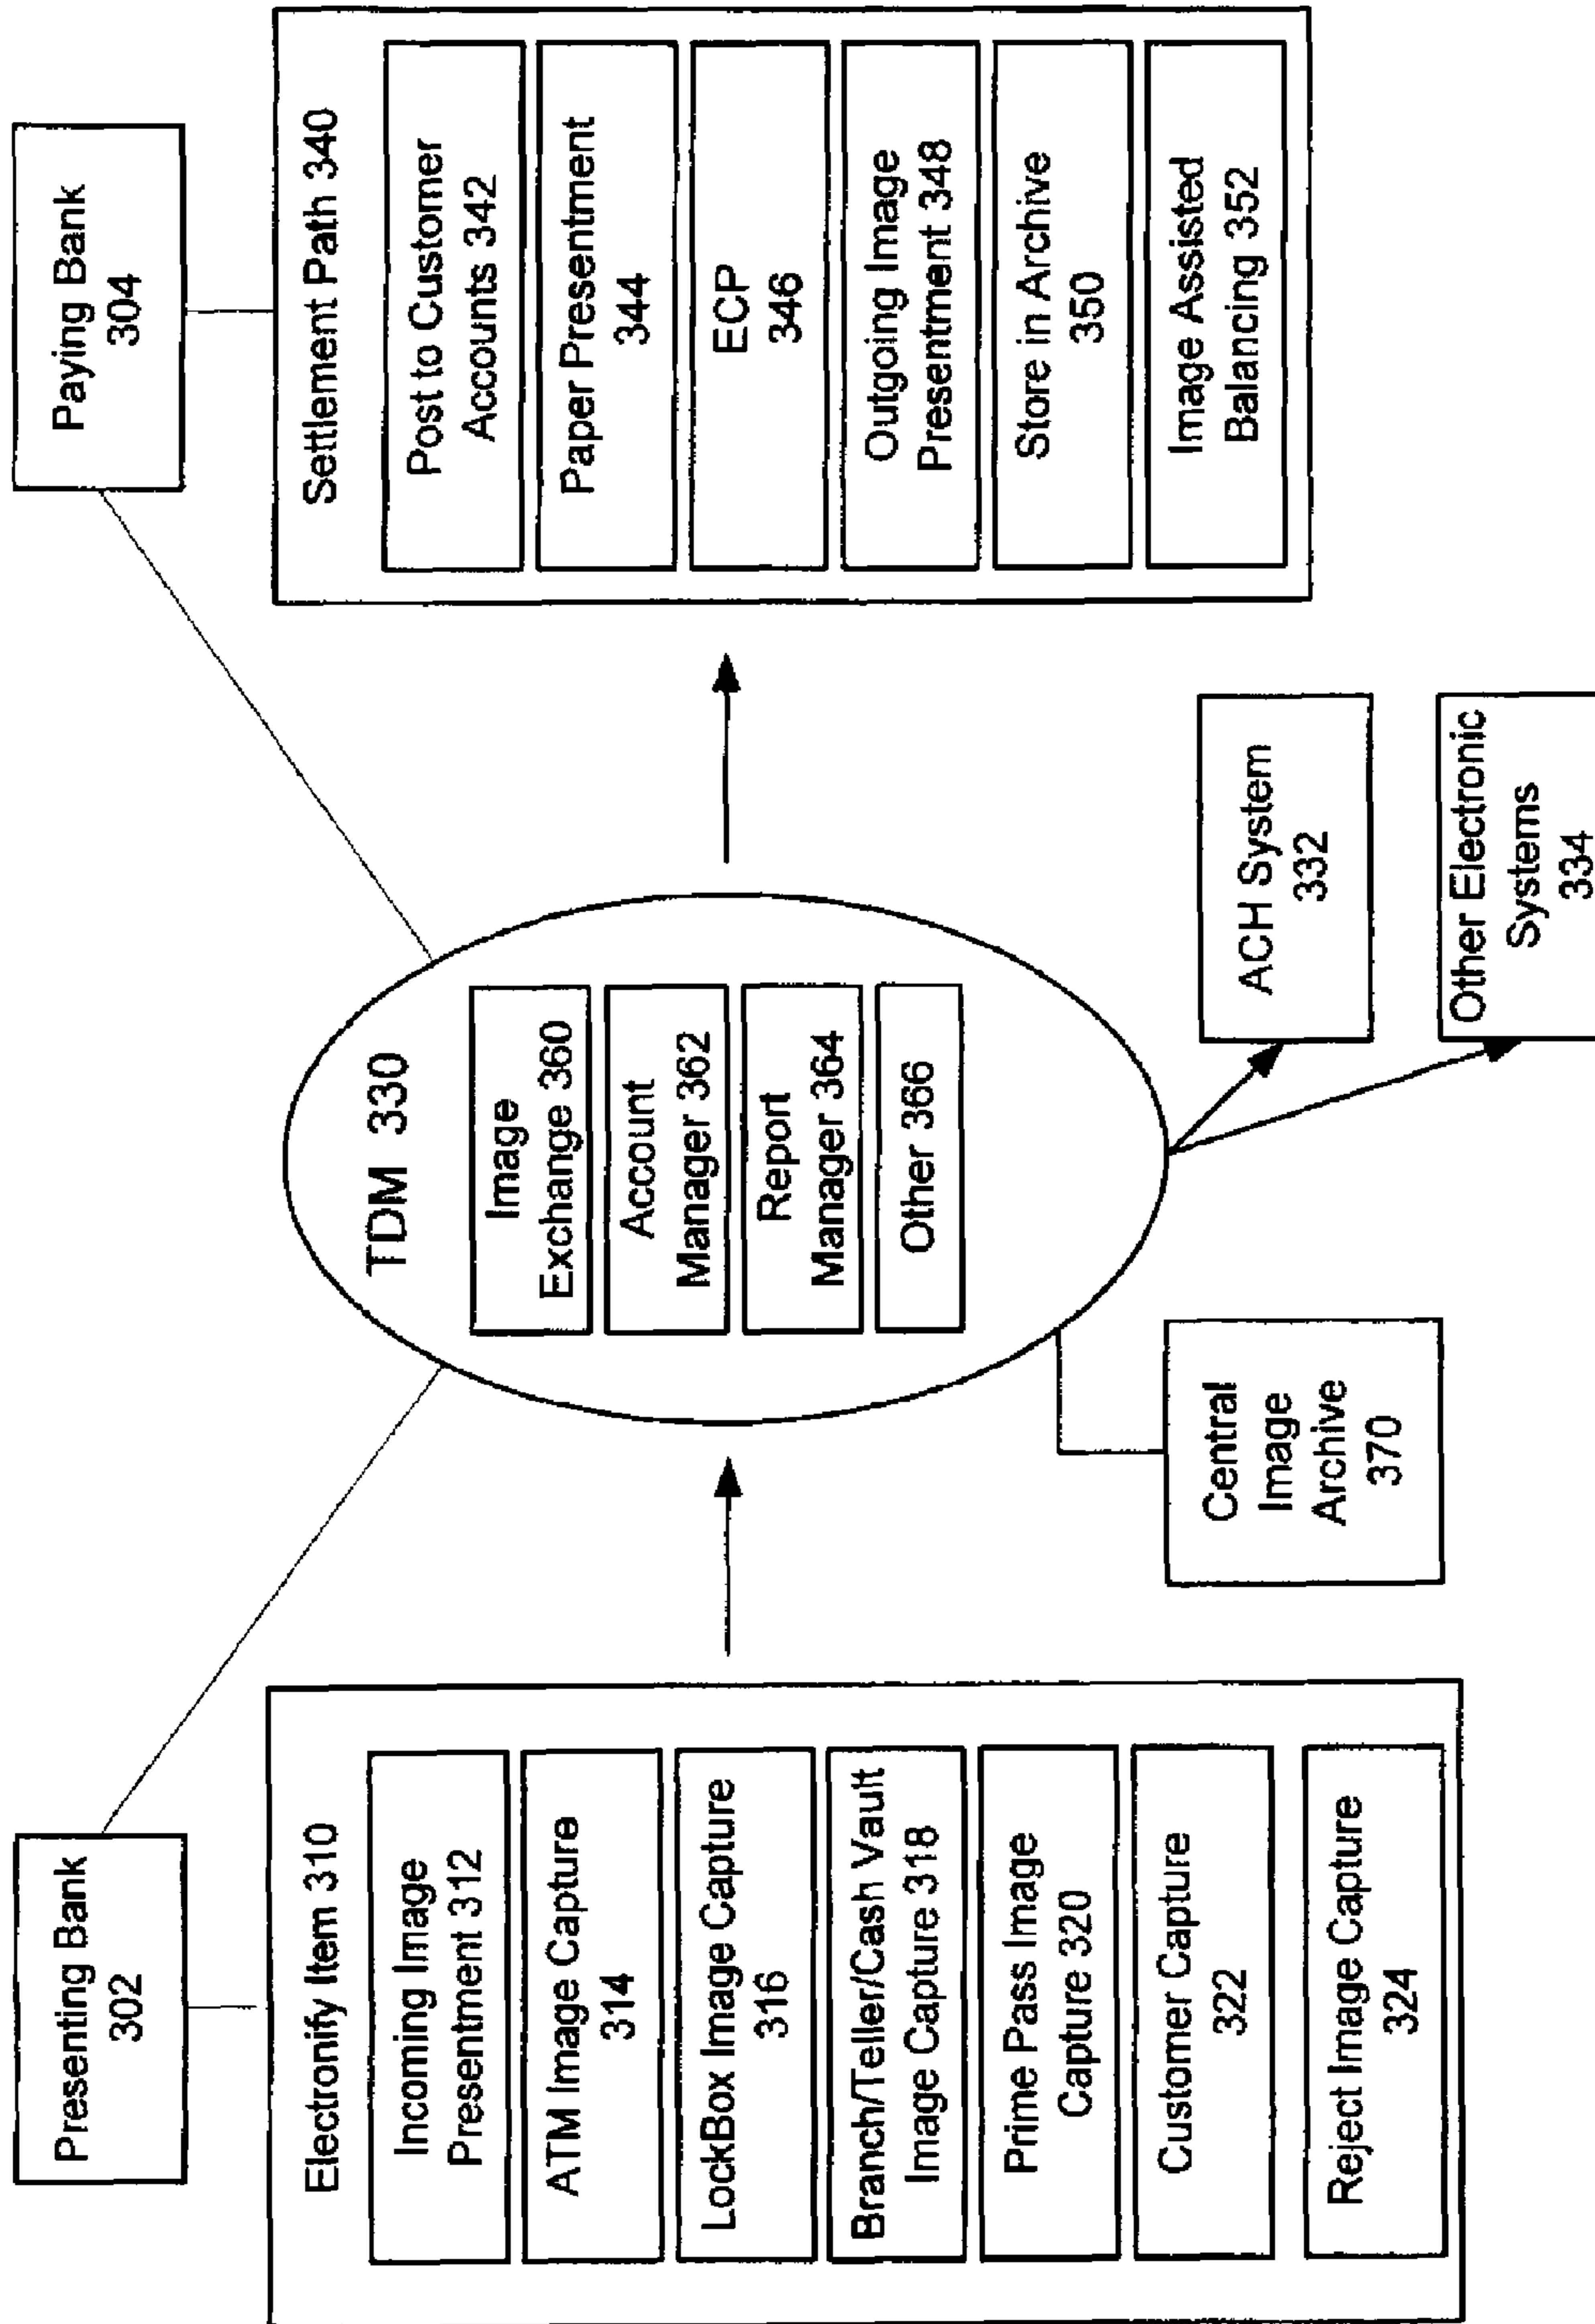 Presenting Bank
302
Electronify Item 310
Incoming Image
Presentment 312
ATM Image Capture
314
LockBox Image Capture
316
Branch/Teller/Cash Vault
Image Capture 318
Prime Pass Image
Capture 320
Customer Capture
322
Reject Image Capture
324
TDM 330
Image
Exchange 360
Account
Manager 362
Report
Manager 364
Other 366
Central
Image
Archive
370
ACH System
332
Other Electronic
Systems
334
Paying Bank
304
Settlement Path 340
Post to Customer
Accounts 342
Paper Presentment
344
ECP
346
Outgoing Image
Presentment 348
Store in Archive
350
Image Assisted
Balancing 352